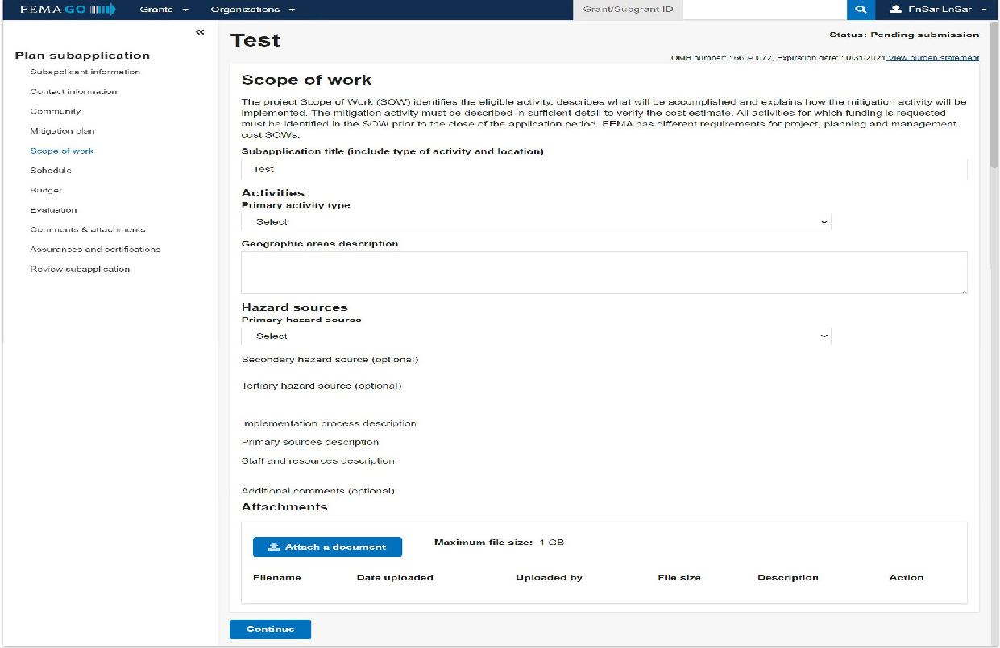 FEMA GO Grants Organizations Grant/Subgrant ID FnSar LnSar
Plan subapplication
Subapplicant information
Contact information
Community
Mitigation plan
Scope of work
Schedule
Budget
Evaluation
Comments & attachments
Assurances and certifications
Review subapplication
Test
Status: Pending submission
OMB number: 1660-0072, Expiration date: 10/31/2021 View burden statement
Scope of work
The project Scope of Work (SOW) identifies the eligible activity, describes what will be accomplished and explains how the mitigation activity will be
implemented. The mitigation activity must be described in sufficient detail to verify the cost estimate. All activities for which funding is requested
must be identified in the SOW prior to the close of the application period. FEMA has different requirements for project, planning and management
cost SOWs.
Subapplication title (include type of activity and location)
Test
Activities
Primary activity type
Select
Geographic areas description
Hazard sources
Primary hazard source
Select
Secondary hazard source (optional)
Tertiary hazard source (optional)
Implementation process description
Primary sources description
Staff and resources description
Additional comments (optional)
Attachments
Attach a document Maximum file size: 1 GB
Filename Date uploaded Uploaded by File size Description Action
Continue